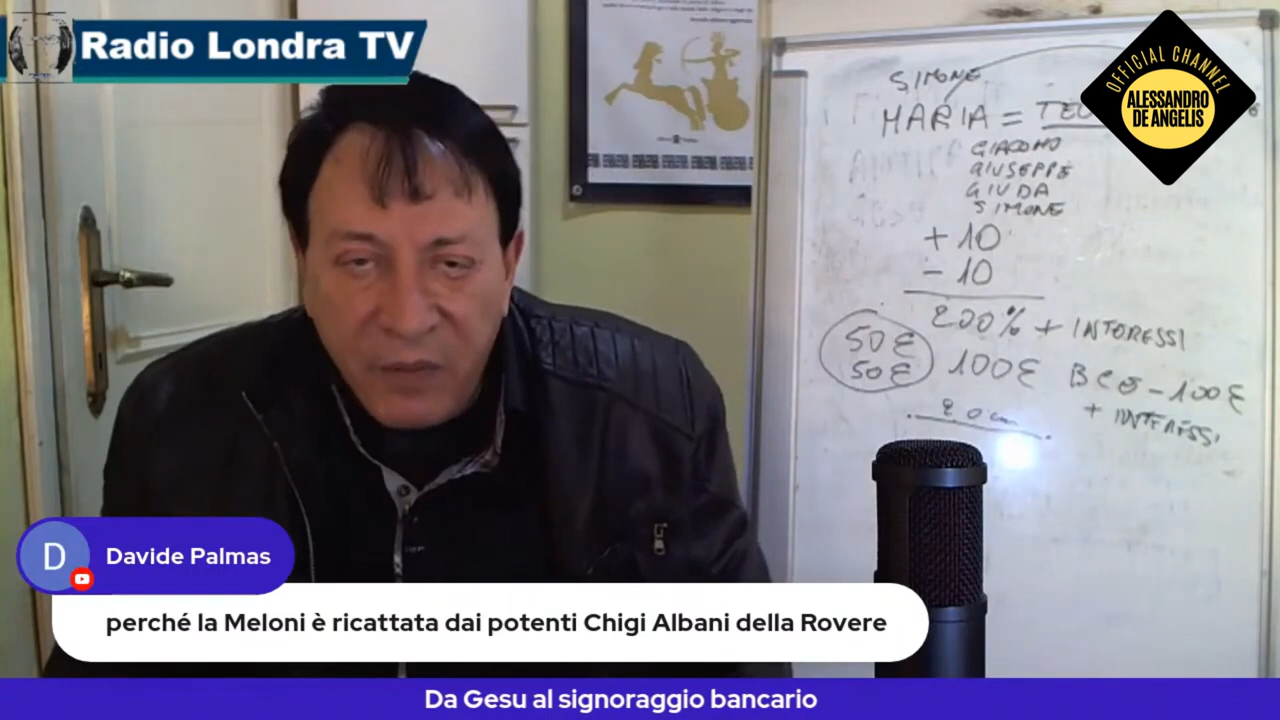 Radio Londra TV
OFFICIAL CHANNEL
ALESSANDRO
DE ANGELIS
SIMONE
MARIA =
GIACOMO
GIUSEPPE
GIUDA
SIMONE
+ 10
- 10
200% + INTERESSI
50€
50€
100€
- 100€
+ INTERESSI
D
Davide Palmas
perché la Meloni è ricattata dai potenti Chigi Albani della Rovere
Da Gesu al signoraggio bancario